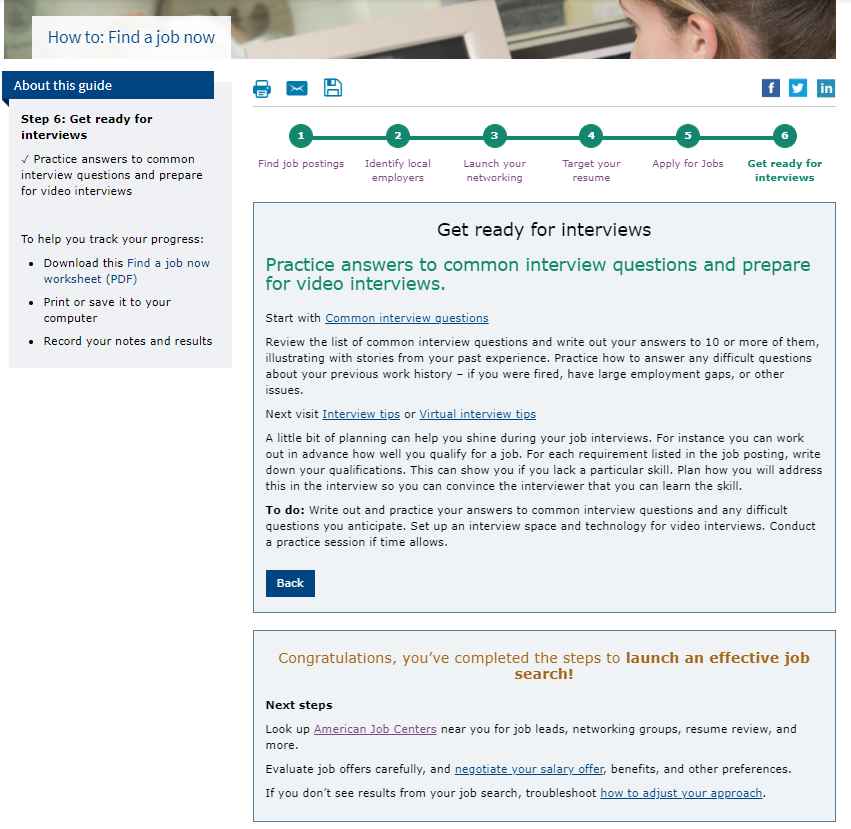 How to: Find a job now
About this guide
Step 6: Get ready for
interviews
✓ Practice answers to common
interview questions and prepare
for video interviews
To help you track your progress:
• Download this Find a job now
worksheet (PDF)
• Print or save it to your
computer
• Record your notes and results
f
in
1
2
3
4
5
6
Find job postings
Identify local
employers
Launch your
networking
Target your
resume
Apply for Jobs
Get ready for
interviews
Get ready for interviews
Practice answers to common interview questions and prepare
for video interviews.
Start with Common interview questions
Review the list of common interview questions and write out your answers to 10 or more of them,
illustrating with stories from your past experience. Practice how to answer any difficult questions
about your previous work history – if you were fired, have large employment gaps, or other
issues.
Next visit Interview tips or Virtual interview tips
A little bit of planning can help you shine during your job interviews. For instance you can work
out in advance how well you qualify for a job. For each requirement listed in the job posting, write
down your qualifications. This can show you if you lack a particular skill. Plan how you will address
this in the interview so you can convince the interviewer that you can learn the skill.
To do: Write out and practice your answers to common interview questions and any difficult
questions you anticipate. Set up an interview space and technology for video interviews. Conduct
a practice session if time allows.
Back
Congratulations, you’ve completed the steps to launch an effective job
search!
Next steps
Look up American Job Centers near you for job leads, networking groups, resume review, and
more.
Evaluate job offers carefully, and negotiate your salary offer, benefits, and other preferences.
If you don’t see results from your job search, troubleshoot how to adjust your approach.